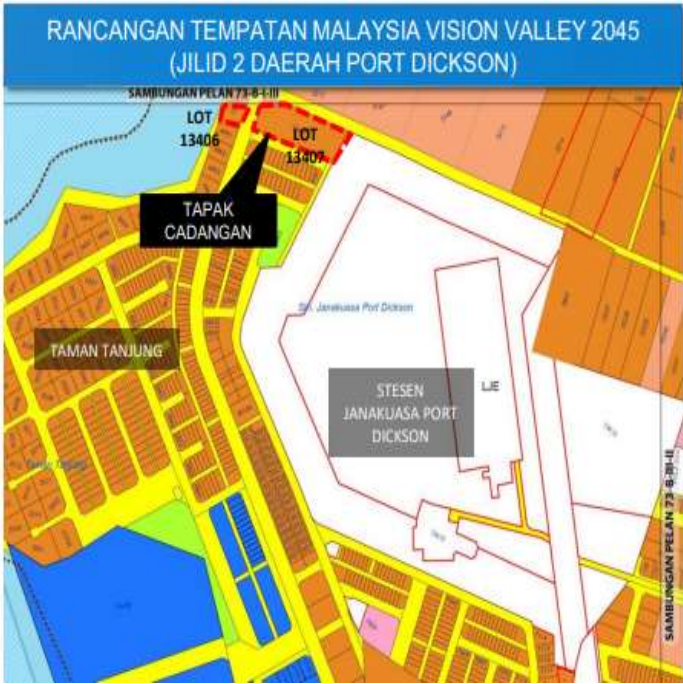 RANCANGAN TEMPATAN MALAYSIA VISION VALLEY 2045
(JILID 2 DAERAH PORT DICKSON)
SAMBUNGAN PELAN 73-B-I-III
LOT
13406
LOT
13407
TAPAK
CADANGAN
Stn. Janakuasa Port Dickson
TAMAN TANJUNG
STESEN
JANAKUASA PORT
DICKSON
SAMBUNGAN PELAN 73-B-III-II